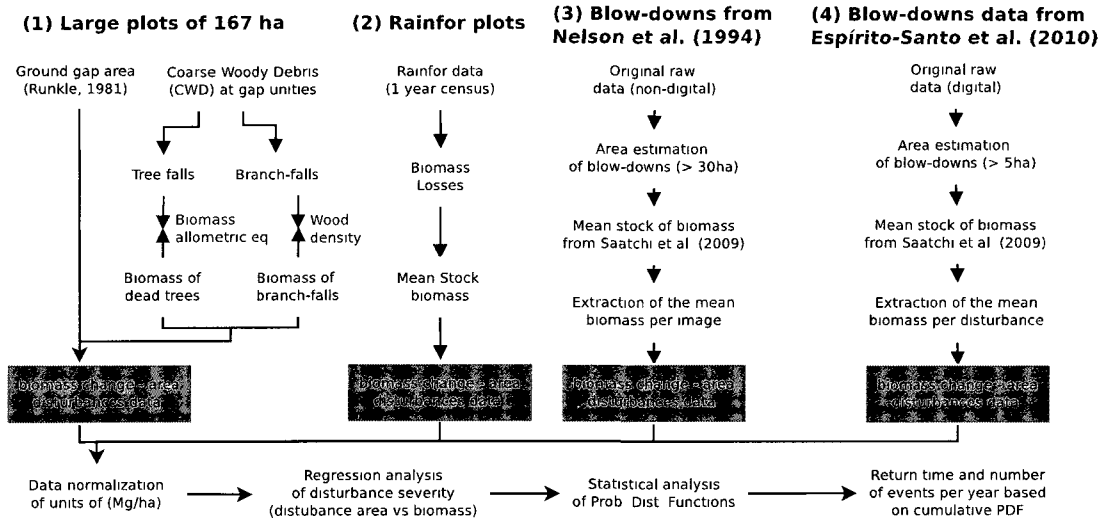 (1) Large plots of 167 ha
Ground gap area
(Runkle, 1981)
Coarse Woody Debris
(CWD) at gap unities
Tree falls
Branch-falls
Biomass
allometric eq
Wood
density
Biomass of
dead trees
Biomass of
branch-falls
biomass change - area
disturbances data
(2) Rainfor plots
Rainfor data
(1 year census)
Biomass
Losses
Mean Stock
biomass
biomass change - area
disturbances data
(3) Blow-downs from
Nelson et al. (1994)
Original raw
data (non-digital)
Area estimation
of blow-downs (> 30ha)
Mean stock of biomass
from Saatchi et al (2009)
Extraction of the mean
biomass per image
biomass change - area
disturbances data
(4) Blow-downs data from
Espírito-Santo et al. (2010)
Original raw
data (digital)
Area estimation
of blow-downs (> 5ha)
Mean stock of biomass
from Saatchi et al (2009)
Extraction of the mean
biomass per disturbance
biomass change - area
disturbances data
Data normalization
of units of (Mg/ha)
Regression analysis
of disturbance severity
(distubance area vs biomass)
Statistical analysis
of Prob Dist Functions
Return time and number
of events per year based
on cumulative PDF